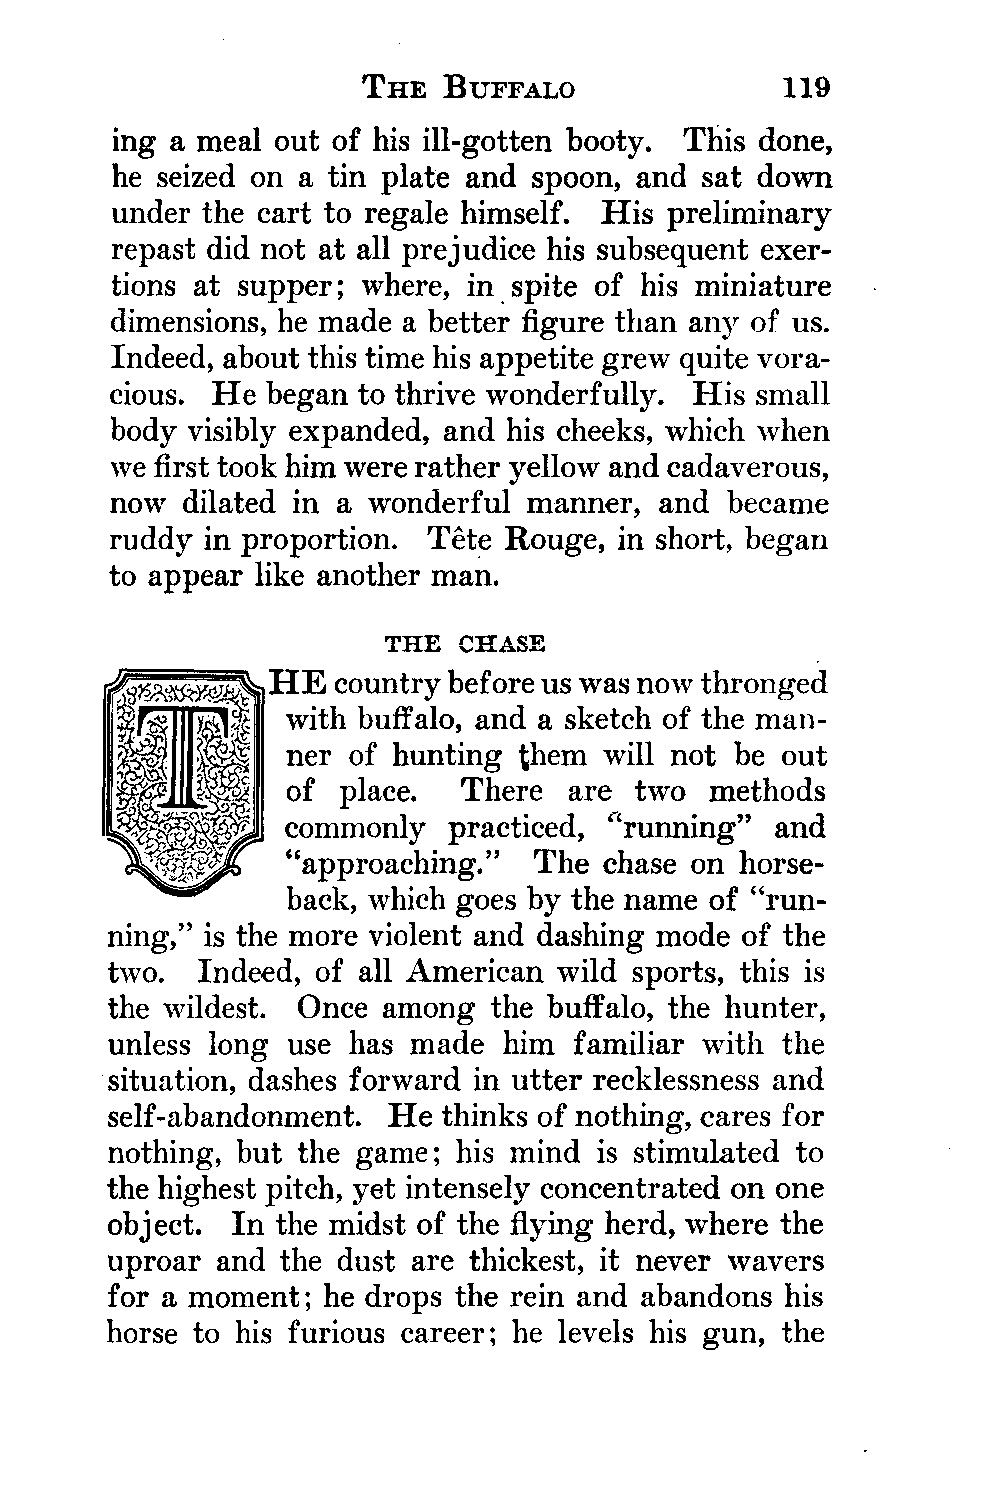 The Buffalo 119
ing a meal out of his ill-gotten booty. This done,
he seized on a tin plate and spoon, and sat down
under the cart to regale himself. His preliminary
repast did not at all prejudice his subsequent exer-
tions at supper; where, in spite of his miniature
dimensions, he made a better figure than any of us.
Indeed, about this time his appetite grew quite vora-
cious. He began to thrive wonderfully. His small
body visibly expanded, and his cheeks, which when
we first took him were rather yellow and cadaverous,
now dilated in a wonderful manner, and became
ruddy in proportion. Tête Rouge, in short, began
to appear like another man.
THE CHASE
THE country before us was now thronged
with buffalo, and a sketch of the man-
ner of hunting them will not be out
of place. There are two methods
commonly practiced, “running” and
“approaching.” The chase on horse-
back, which goes by the name of “run-
ning,” is the more violent and dashing mode of the
two. Indeed, of all American wild sports, this is
the wildest. Once among the buffalo, the hunter,
unless long use has made him familiar with the
situation, dashes forward in utter recklessness and
self-abandonment. He thinks of nothing, cares for
nothing, but the game; his mind is stimulated to
the highest pitch, yet intensely concentrated on one
object. In the midst of the flying herd, where the
uproar and the dust are thickest, it never wavers
for a moment; he drops the rein and abandons his
horse to his furious career; he levels his gun, the